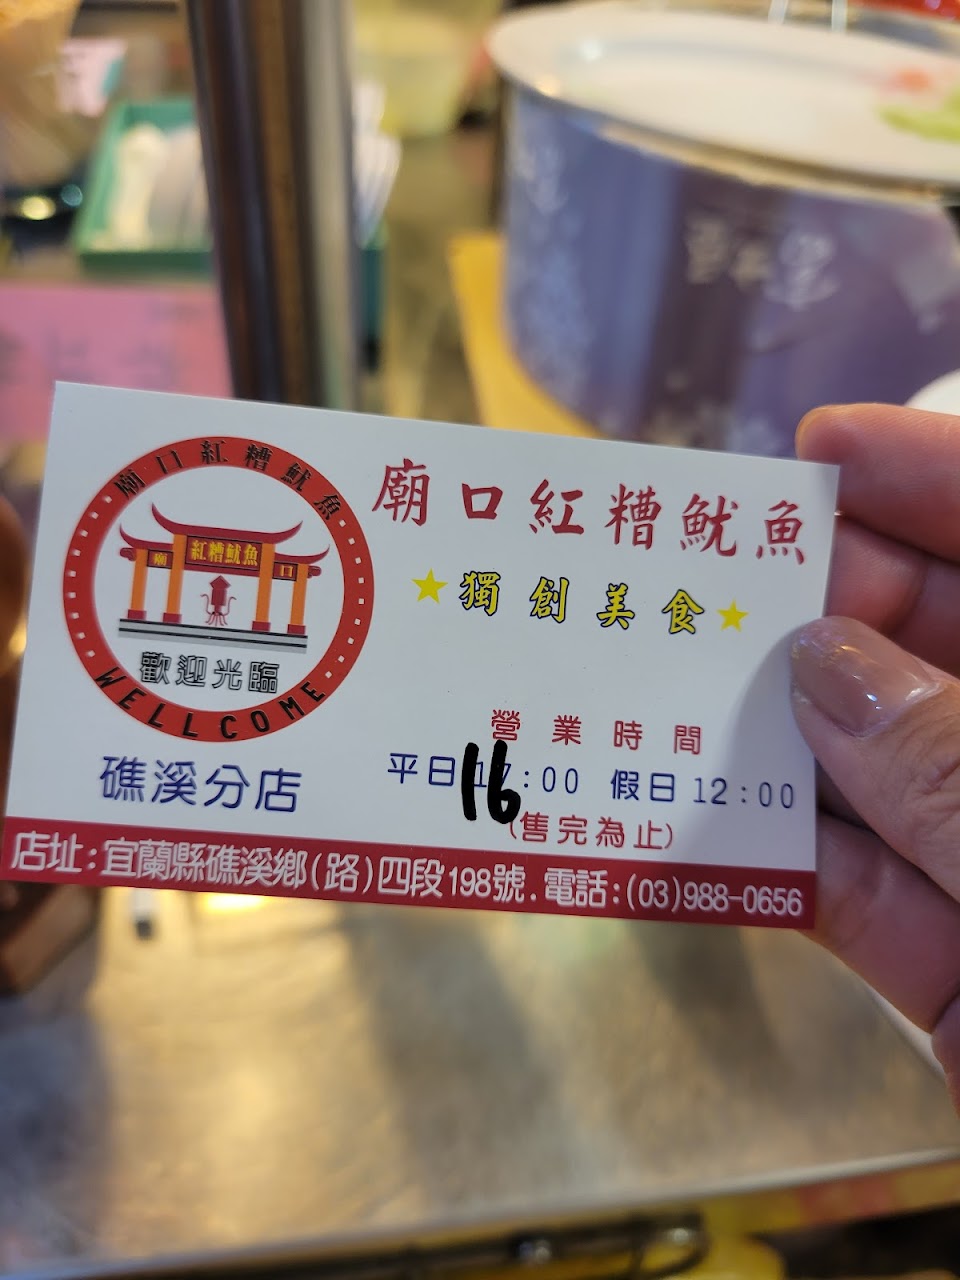 廟口紅糟魷魚
紅糟魷魚
廟 口
歡迎光臨
WELLCOME
礁溪分店
廟口紅糟魷魚
獨創美食
營業時間
平日16:00 假日12:00
(售完為止)
店址:宜蘭縣礁溪鄉(路)四段198號.電話:(03)988-0656